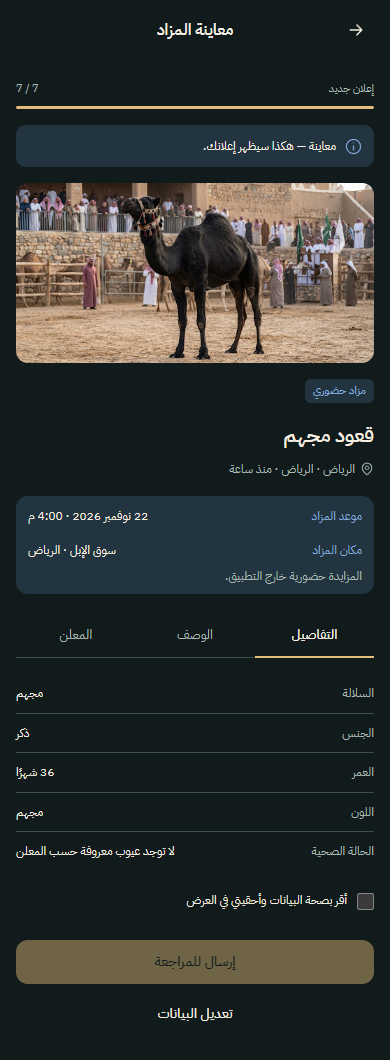 معاينة المزاد
إعلان جديد 7 / 7
معاينة — هكذا سيظهر إعلانك.
مزاد حضوري
قعود مجهم
الرياض · الرياض · منذ ساعة
موعد المزاد 22 نوفمبر 2026 · 4:00 م
مكان المزاد سوق الإبل · الرياض
المزايدة حضورية خارج التطبيق.
التفاصيل الوصف المعلن
السلالة مجهم
الجنس ذكر
العمر 36 شهرًا
اللون مجهم
الحالة الصحية لا توجد عيوب معروفة حسب المعلن
أقر بصحة البيانات وأحقيتي في العرض
إرسال للمراجعة
تعديل البيانات